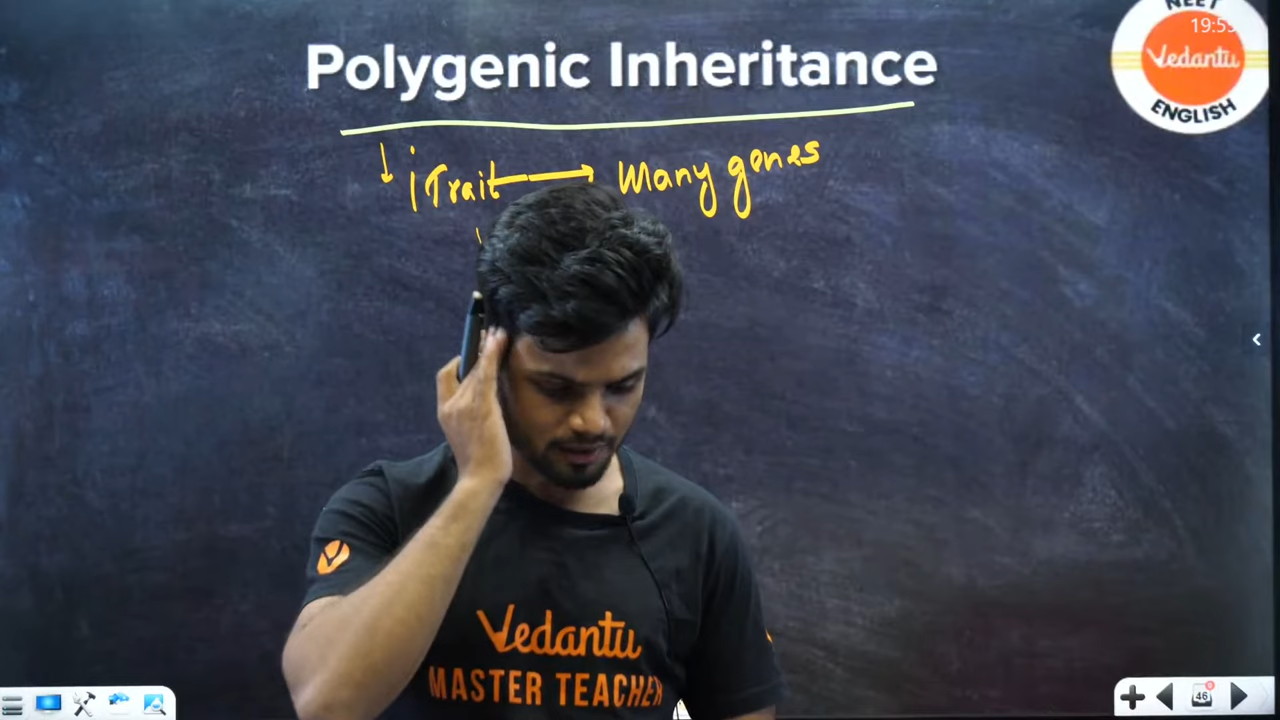 NEET
19:55
Vedantu
ENGLISH
Polygenic Inheritance
1 Trait → Many genes
Vedantu
MASTER TEACHER
46